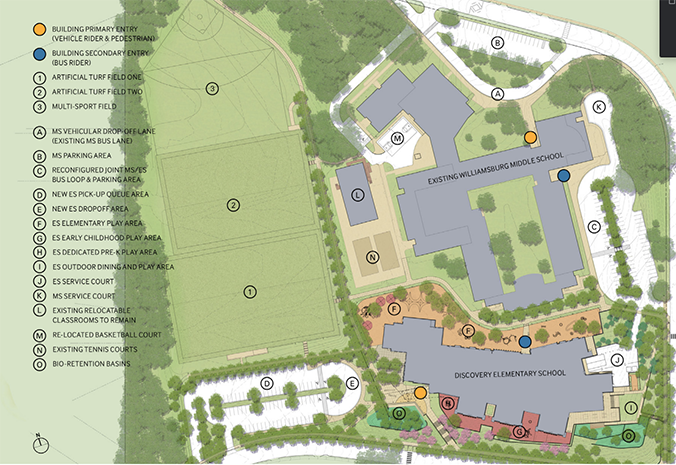 BUILDING PRIMARY ENTRY
(VEHICLE RIDER & PEDESTRIAN)
BUILDING SECONDARY ENTRY
(BUS RIDER)
1 ARTIFICIAL TURF FIELD ONE
2 ARTIFICIAL TURF FIELD TWO
3 MULTI-SPORT FIELD
A MS VEHICULAR DROP-OFF LANE
(EXISTING MS BUS LANE)
B MS PARKING AREA
C RECONFIGURED JOINT MS/ES
BUS LOOP & PARKING AREA
D NEW ES PICK-UP QUEUE AREA
E NEW ES DROPOFF AREA
F ES ELEMENTARY PLAY AREA
G ES EARLY CHILDHOOD PLAY AREA
H ES DEDICATED PRE-K PLAY AREA
I ES OUTDOOR DINING AND PLAY AREA
J ES SERVICE COURT
K MS SERVICE COURT
L EXISTING RELOCATABLE
CLASSROOMS TO REMAIN
M RE-LOCATED BASKETBALL COURT
N EXISTING TENNIS COURTS
O BIO-RETENTION BASINS
B
3
A
K
M
EXISTING WILLIAMSBURG MIDDLE SCHOOL
L
2
C
N
1
F
F
J
DISCOVERY ELEMENTARY SCHOOL
D
E
H
I
O
G
O
N